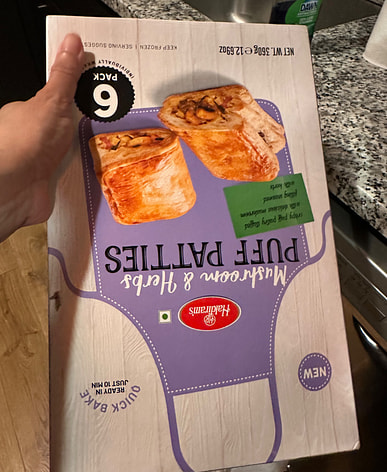 NEW
READY IN
JUST 10 MIN
QUICK BAKE
Haldiram's
Mushroom & Herbs
PUFF PATTIES
crispy puff pastry filled
with delicious mushroom
filling seasoned
with herbs
6
PACK
INDIVIDUALLY
NET WT. 360g ℮ 12.69oz
KEEP FROZEN | SERVING